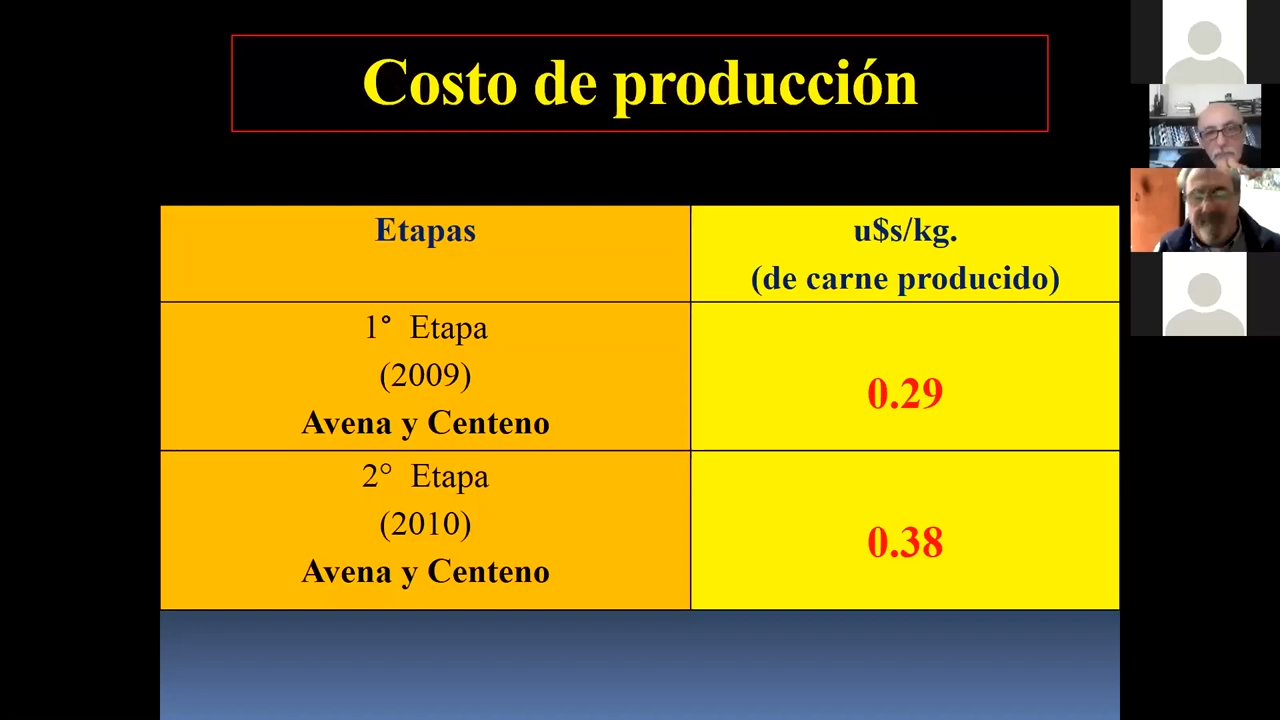 Costo de producción
Etapas
u$s/kg.
(de carne producido)
1° Etapa
(2009)
Avena y Centeno
0.29
2° Etapa
(2010)
Avena y Centeno
0.38